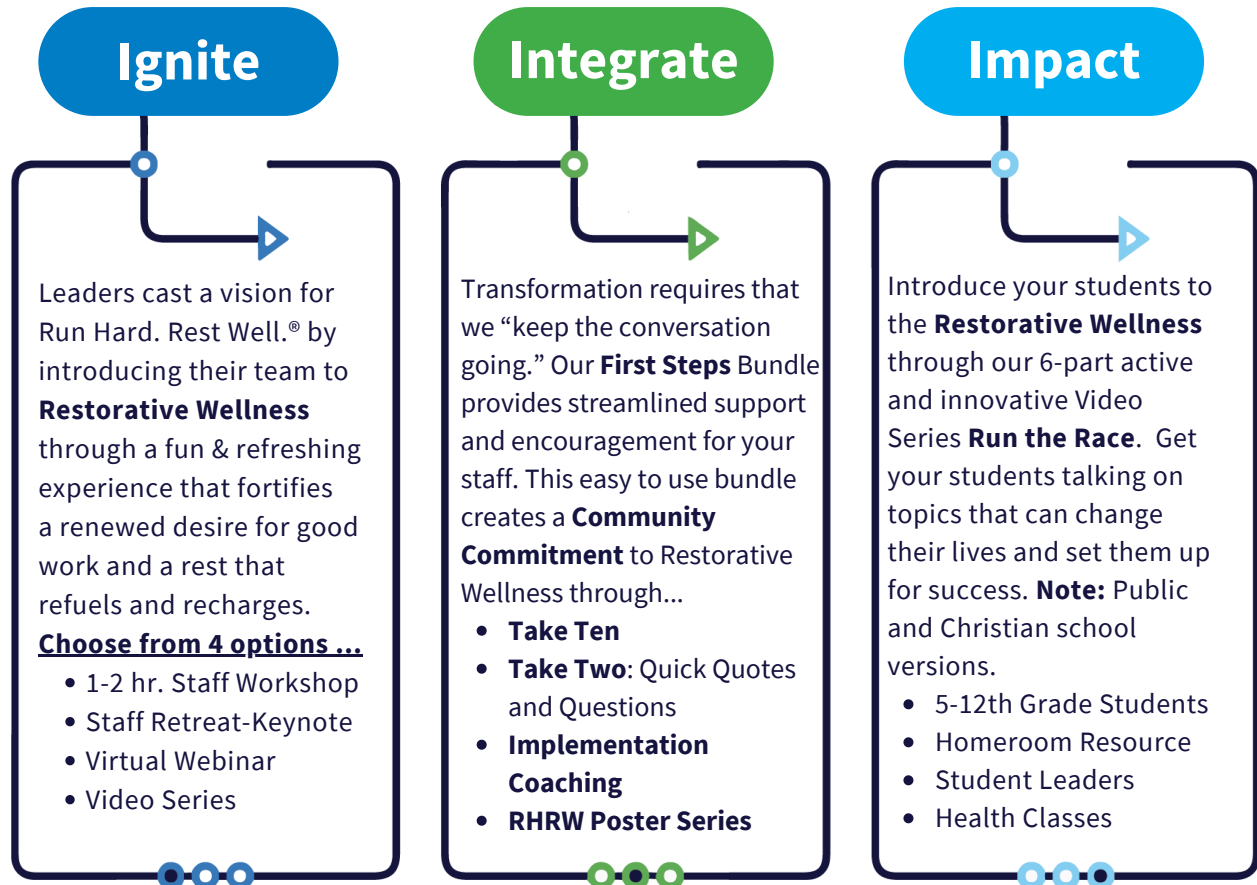 Ignite
Leaders cast a vision for
Run Hard. Rest Well.® by
introducing their team to
Restorative Wellness
through a fun & refreshing
experience that fortifies
a renewed desire for good
work and a rest that
refuels and recharges.
Choose from 4 options ...
• 1-2 hr. Staff Workshop
• Staff Retreat-Keynote
• Virtual Webinar
• Video Series
Integrate
Transformation requires that
we “keep the conversation
going.” Our First Steps Bundle
provides streamlined support
and encouragement for your
staff. This easy to use bundle
creates a Community
Commitment to Restorative
Wellness through...
• Take Ten
• Take Two: Quick Quotes
and Questions
• Implementation
Coaching
• RHRW Poster Series
Impact
Introduce your students to
the Restorative Wellness
through our 6-part active
and innovative Video
Series Run the Race.  Get
your students talking on
topics that can change
their lives and set them up
for success. Note: Public
and Christian school
versions.
• 5-12th Grade Students
• Homeroom Resource
• Student Leaders
• Health Classes